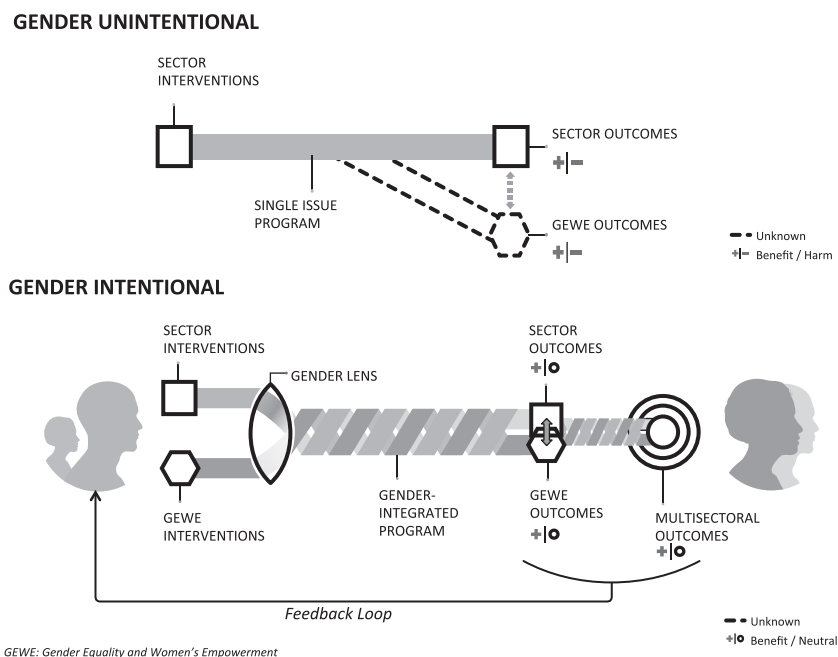 GENDER UNINTENTIONAL
SECTOR
INTERVENTIONS
SECTOR OUTCOMES
+|−
SINGLE ISSUE
PROGRAM
GEWE OUTCOMES
+|−
Unknown
+|− Benefit / Harm
GENDER INTENTIONAL
SECTOR
INTERVENTIONS
GENDER LENS
SECTOR
OUTCOMES
+|o
GEWE
INTERVENTIONS
GENDER-
INTEGRATED
PROGRAM
GEWE
OUTCOMES
+|o
MULTISECTORAL
OUTCOMES
+|o
Feedback Loop
Unknown
+|o Benefit / Neutral
GEWE: Gender Equality and Women's Empowerment